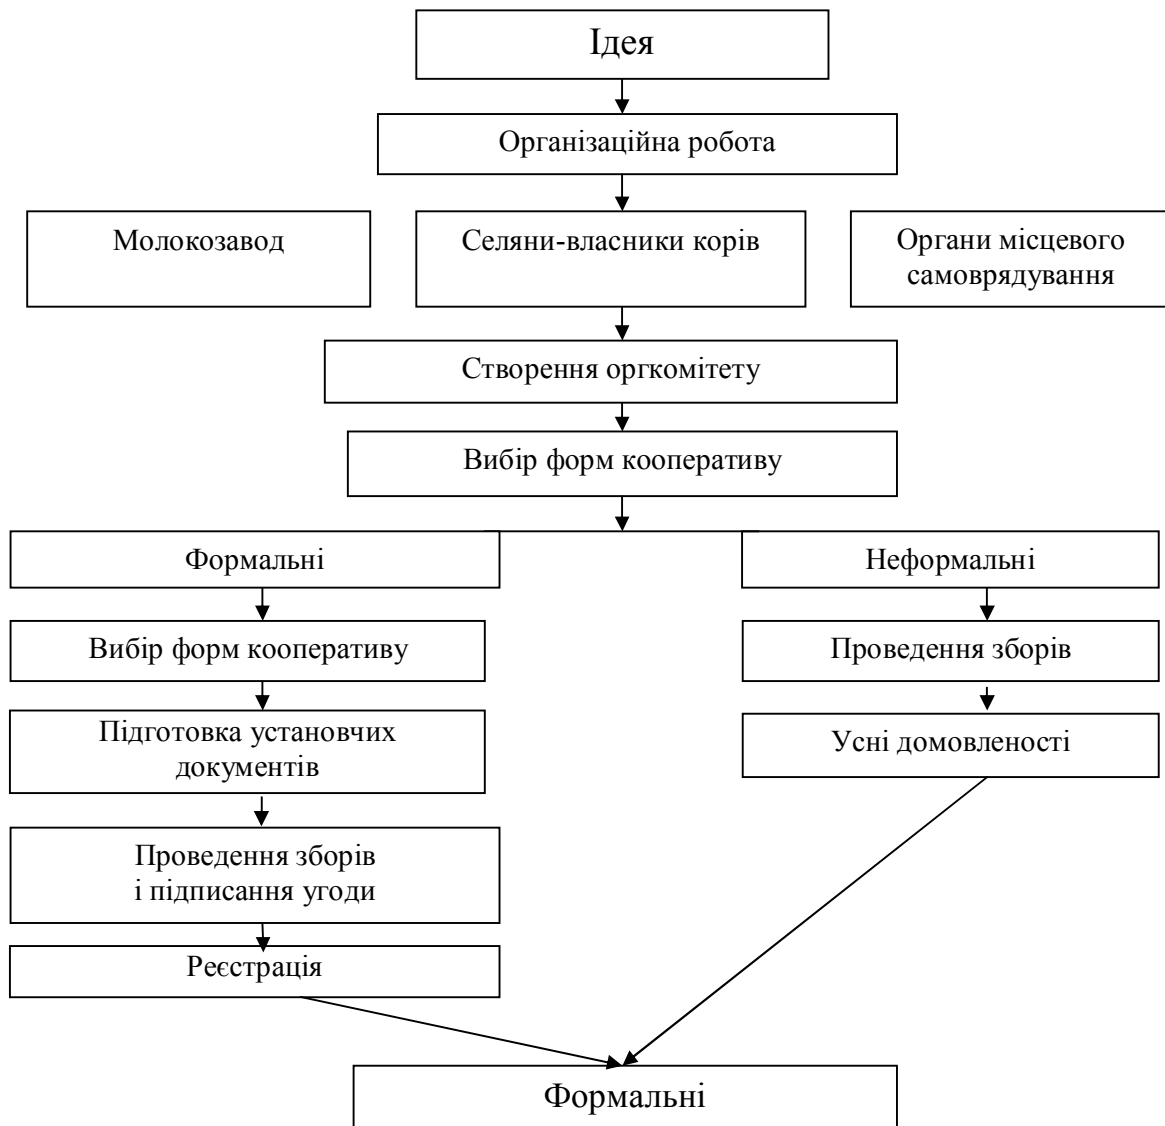 Ідея
Організаційна робота
Молокозавод
Селяни-власники корів
Органи місцевого
самоврядування
Створення оргкомітету
Вибір форм кооперативу
Формальні
Неформальні
Вибір форм кооперативу
Проведення зборів
Підготовка установчих
документів
Усні домовленості
Проведення зборів
і підписання угоди
Реєстрація
Формальні